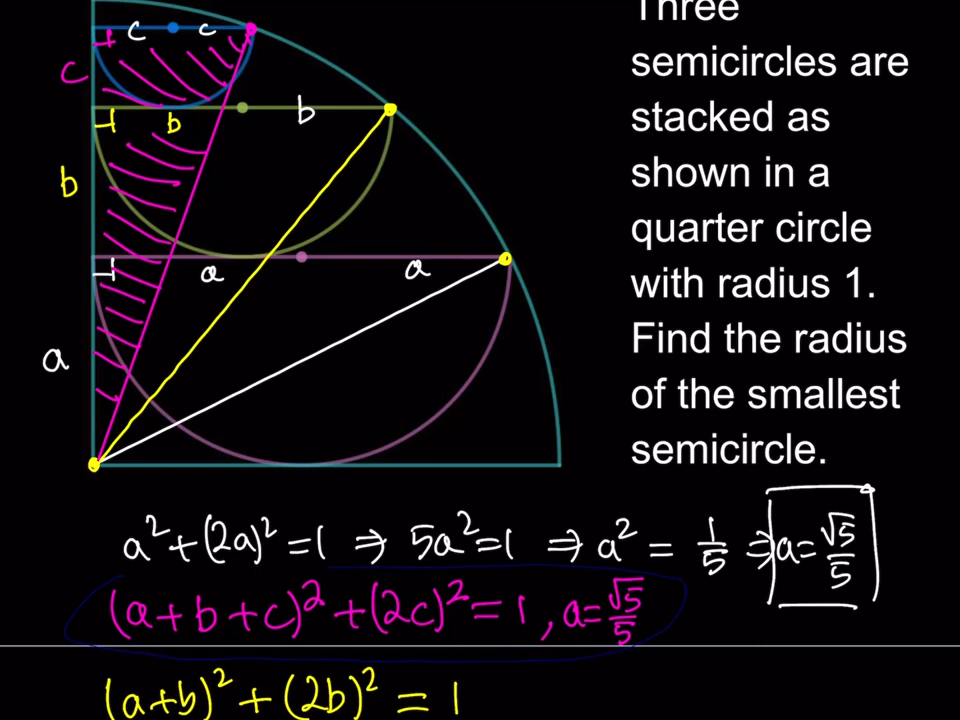 Three
semicircles are
stacked as
shown in a
quarter circle
with radius 1.
Find the radius
of the smallest
semicircle.
c c
c
b b
b
a a
a
a² + (2a)² = 1 ⇒ 5a² = 1 ⇒ a² = 1/5 ⇒ a = √5/5
(a + b + c)² + (2c)² = 1 , a = √5/5
(a+b)² + (2b)² = 1